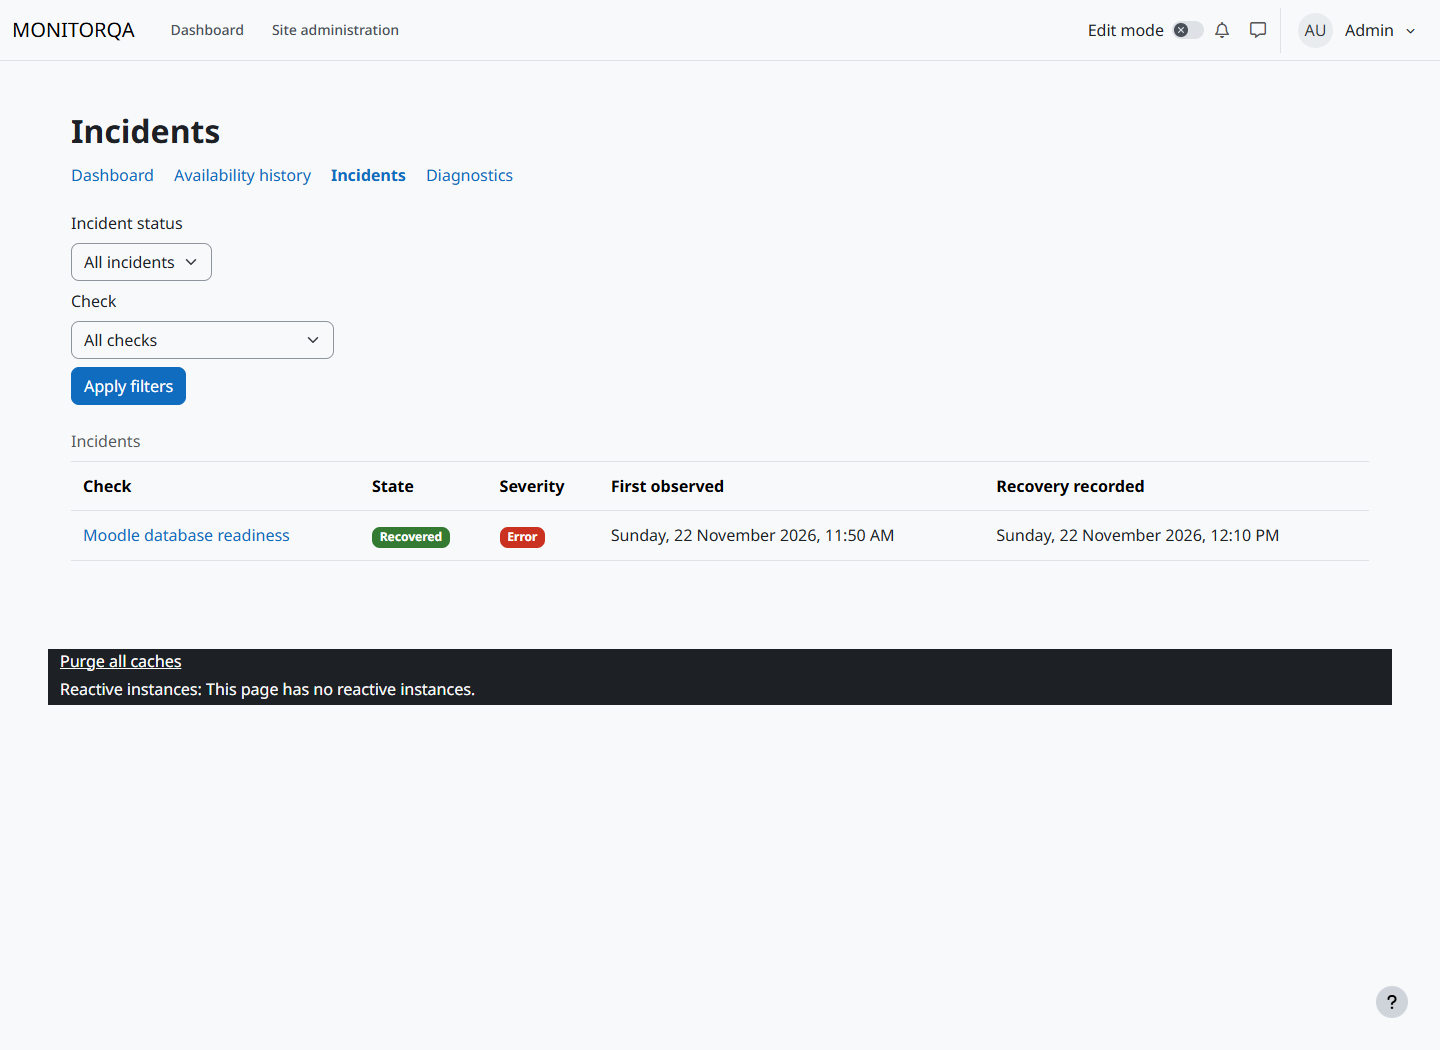 MONITORQA Dashboard Site administration Edit mode AU Admin
Incidents
Dashboard Availability history Incidents Diagnostics
Incident status
All incidents
Check
All checks
Apply filters
Incidents
Check State Severity First observed Recovery recorded
Moodle database readiness Recovered Error Sunday, 22 November 2026, 11:50 AM Sunday, 22 November 2026, 12:10 PM
Purge all caches
Reactive instances: This page has no reactive instances.
?